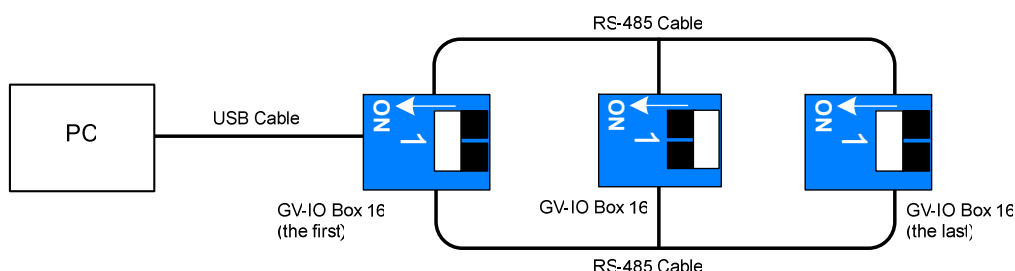 RS-485 Cable
PC
USB Cable
ON
1
ON
1
ON
1
GV-IO Box 16
(the first)
GV-IO Box 16
GV-IO Box 16
(the last)
RS-485 Cable